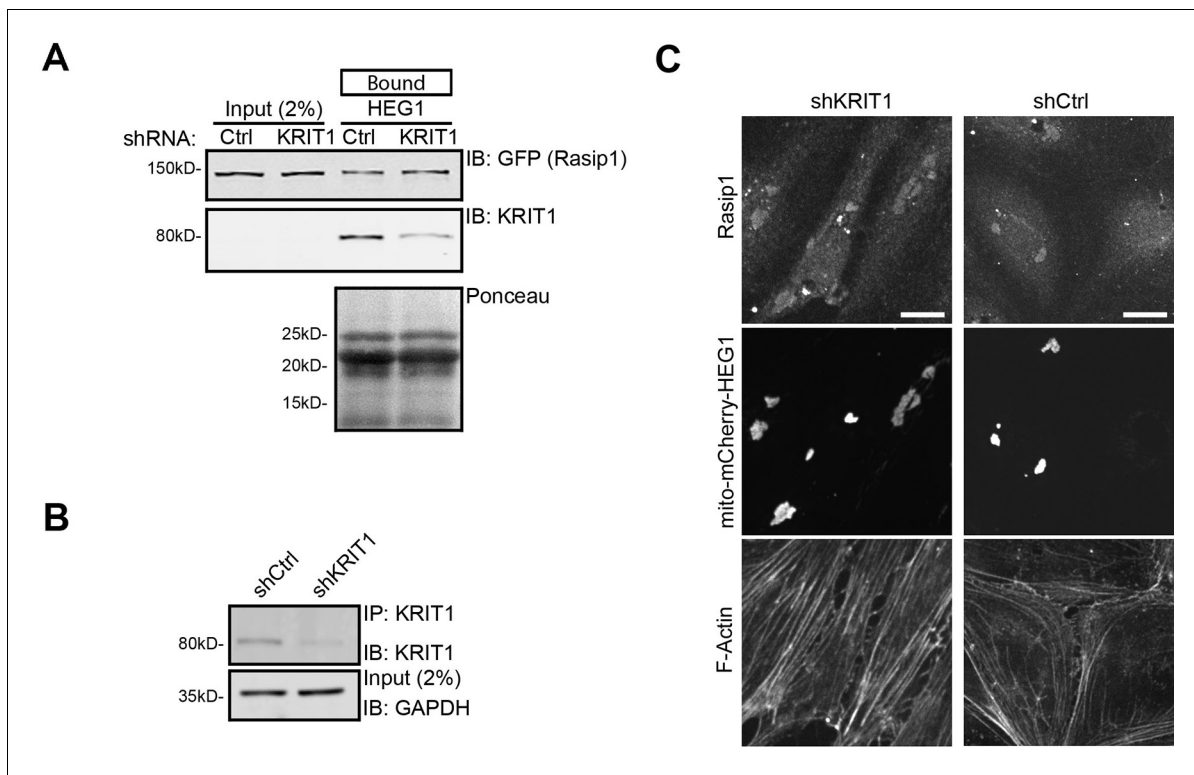 A
Bound
Input (2%) HEG1
shRNA: Ctrl KRIT1 Ctrl KRIT1
150kD- IB: GFP (Rasip1)
80kD- IB: KRIT1
Ponceau
25kD-
20kD-
15kD-
B
shCtrl shKRIT1
IP: KRIT1
80kD- IB: KRIT1
Input (2%)
35kD- IB: GAPDH
C
shKRIT1 shCtrl
Rasip1
mito-mCherry-HEG1
F-Actin